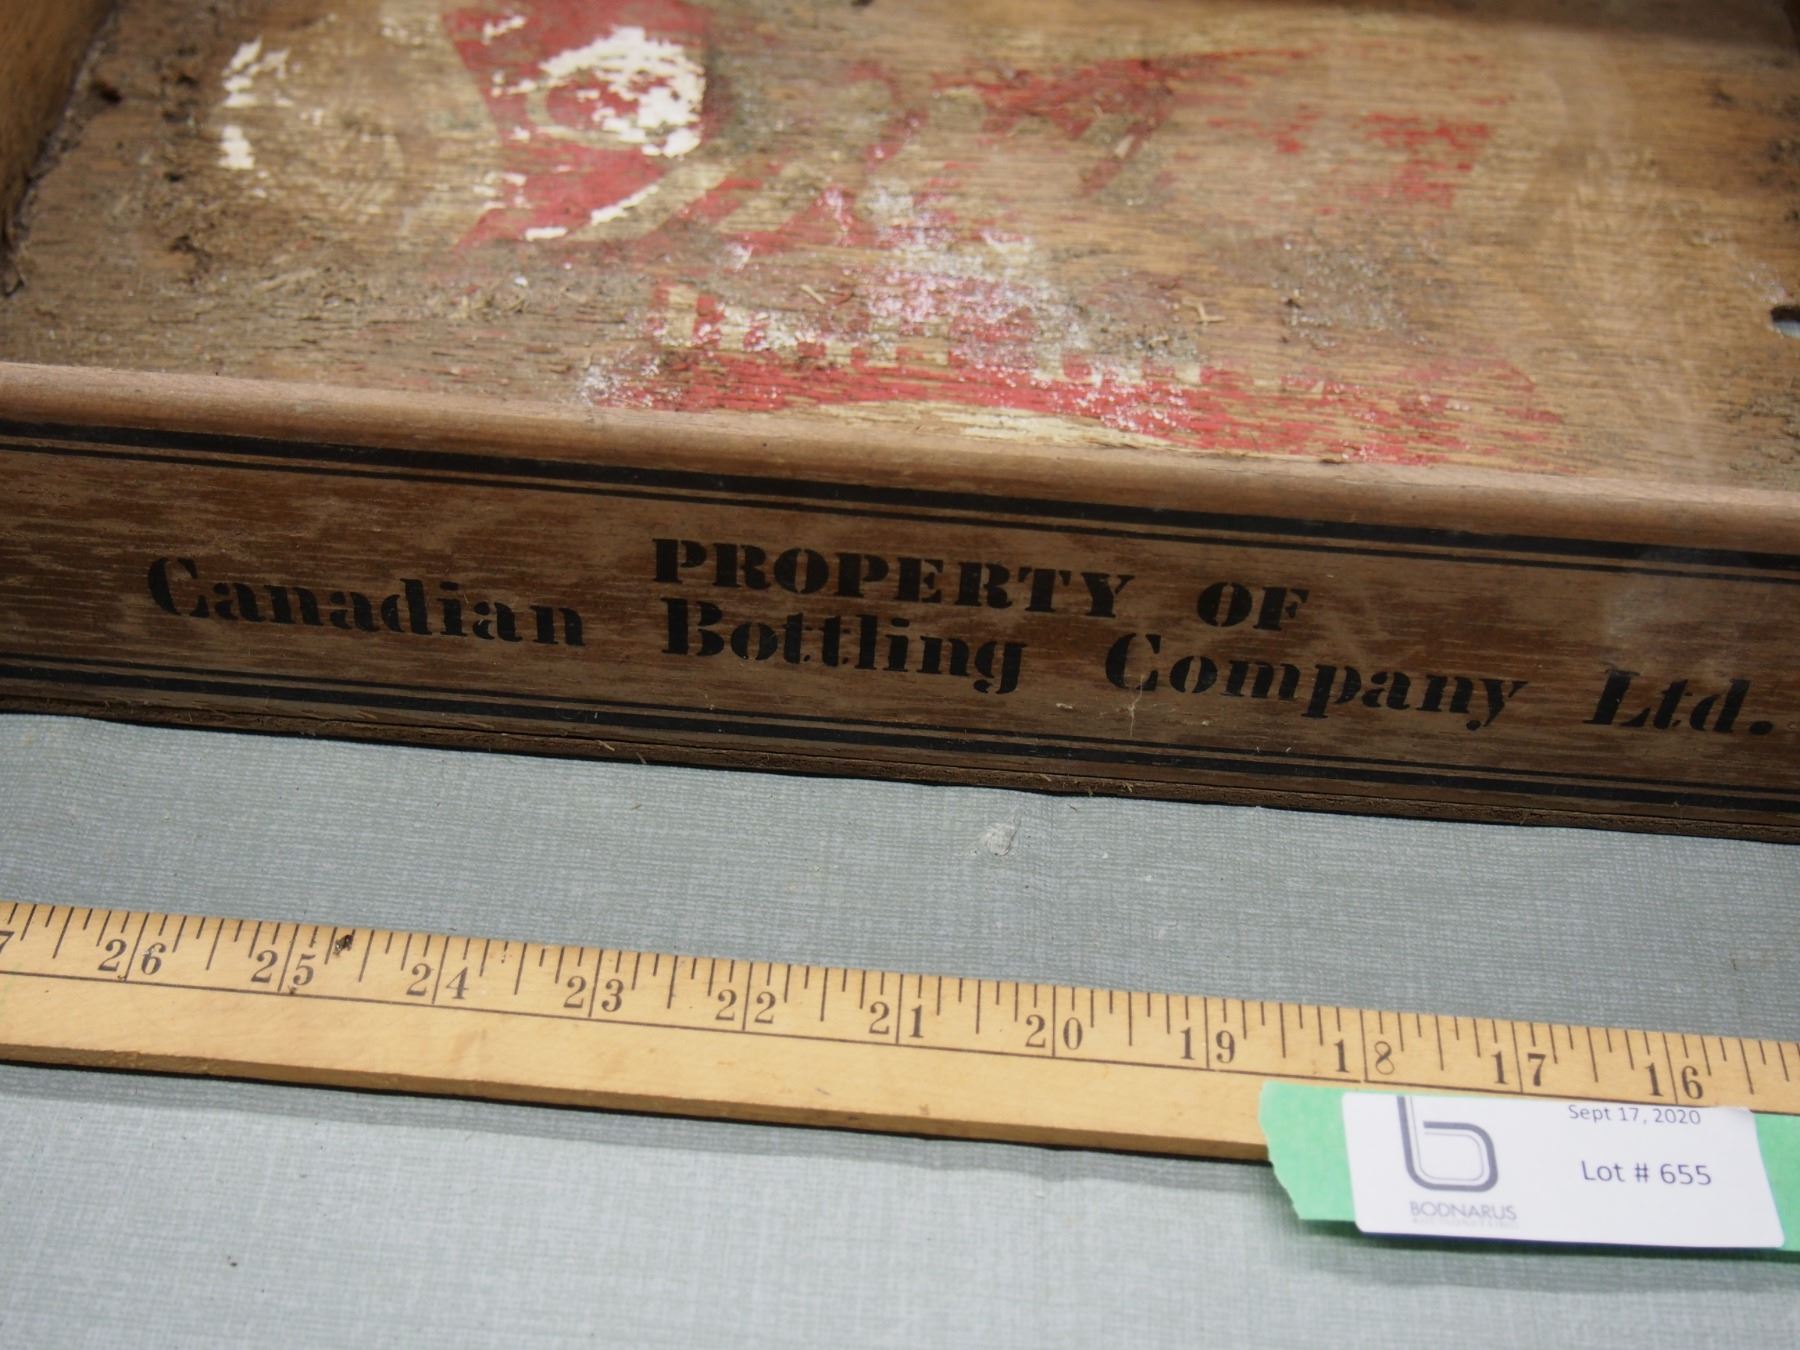 PROPERTY OF
Canadian Bottling Company Ltd.
7 26 25 24 23 22 21 20 19 18 17 16
Sept 17, 2020
Lot # 655
BODNARUS